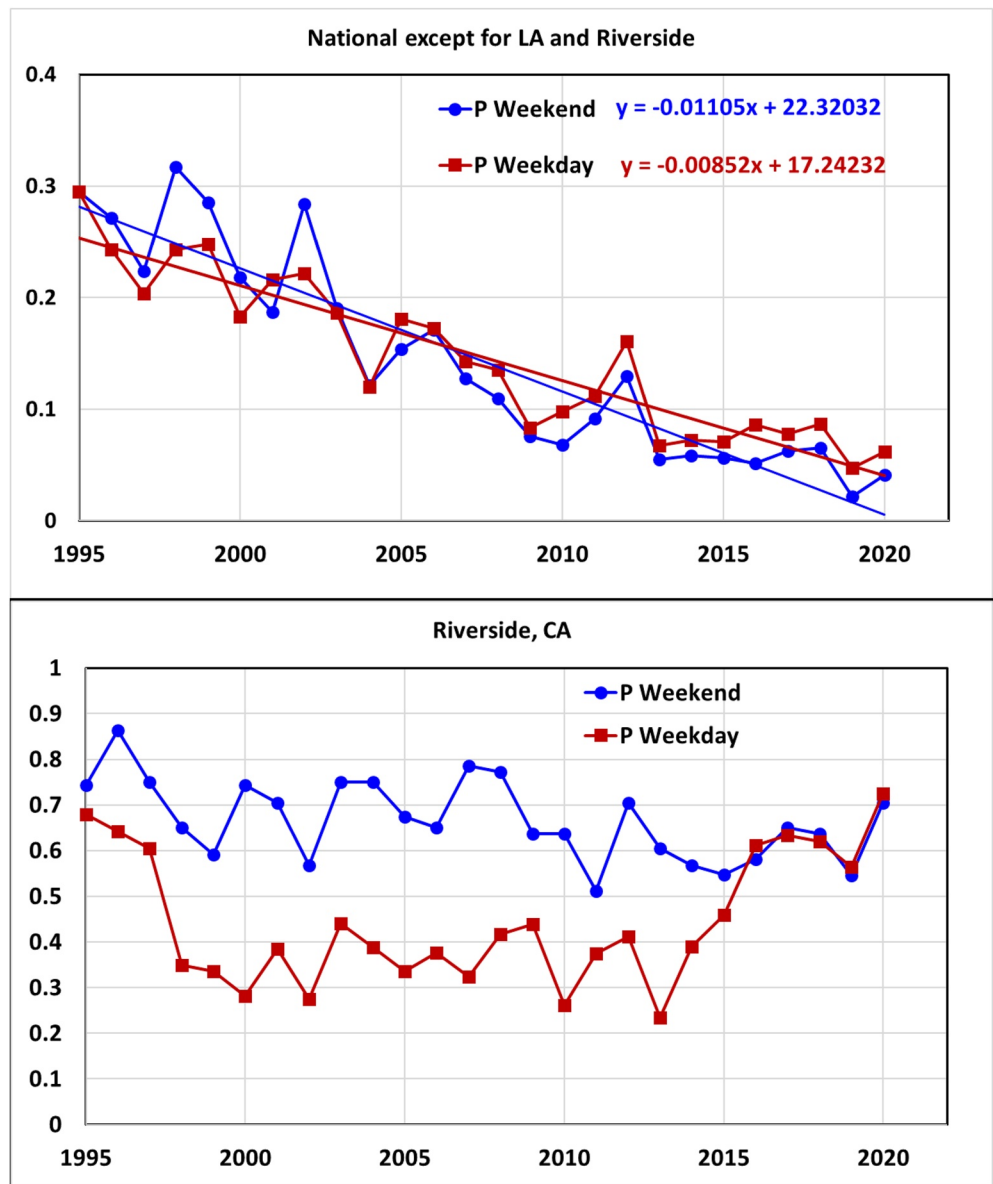 National except for LA and Riverside
0.4
P Weekend y = -0.01105x + 22.32032
P Weekday y = -0.00852x + 17.24232
0.3
0.2
0.1
0
1995 2000 2005 2010 2015 2020
Riverside, CA
1
P Weekend
0.9
P Weekday
0.8
0.7
0.6
0.5
0.4
0.3
0.2
0.1
0
1995 2000 2005 2010 2015 2020